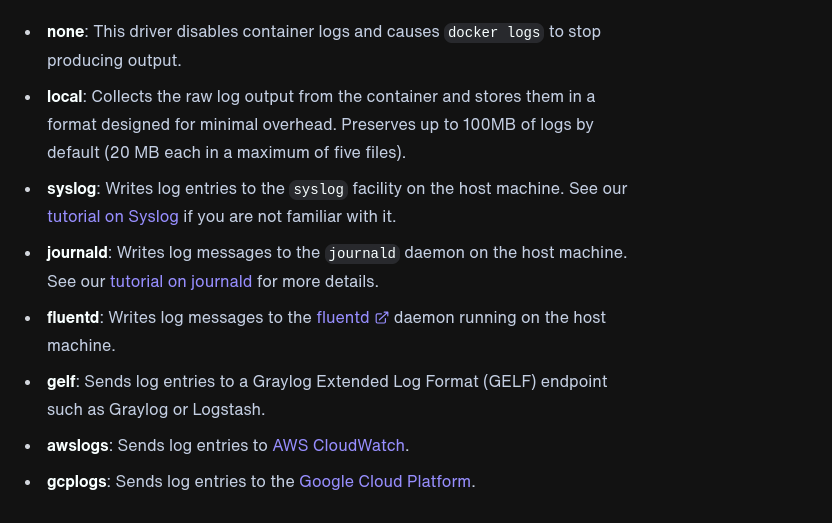 none: This driver disables container logs and causes docker logs to stop
producing output.
local: Collects the raw log output from the container and stores them in a
format designed for minimal overhead. Preserves up to 100MB of logs by
default (20 MB each in a maximum of five files).
syslog: Writes log entries to the syslog facility on the host machine. See our
tutorial on Syslog if you are not familiar with it.
journald: Writes log messages to the journald daemon on the host machine.
See our tutorial on journald for more details.
fluentd: Writes log messages to the fluentd daemon running on the host
machine.
gelf: Sends log entries to a Graylog Extended Log Format (GELF) endpoint
such as Graylog or Logstash.
awslogs: Sends log entries to AWS CloudWatch.
gcplogs: Sends log entries to the Google Cloud Platform.